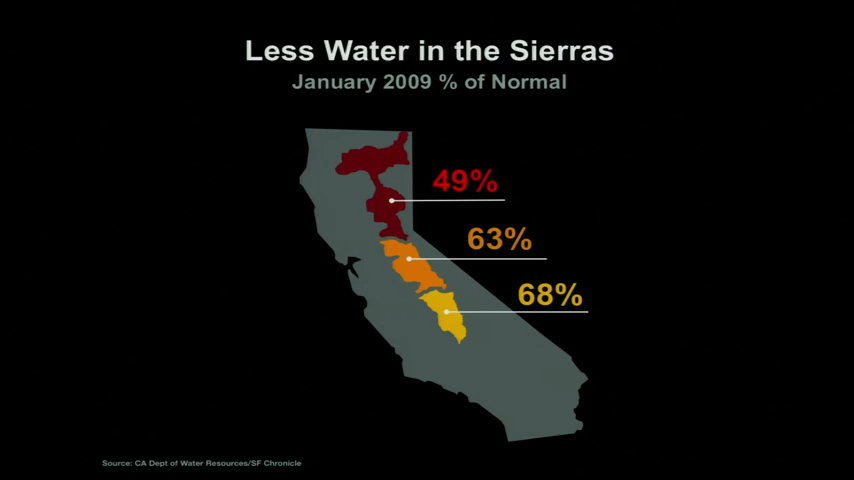 Less Water in the Sierras
January 2009 % of Normal
49%
63%
68%
Source: CA Dept of Water Resources/SF Chronicle